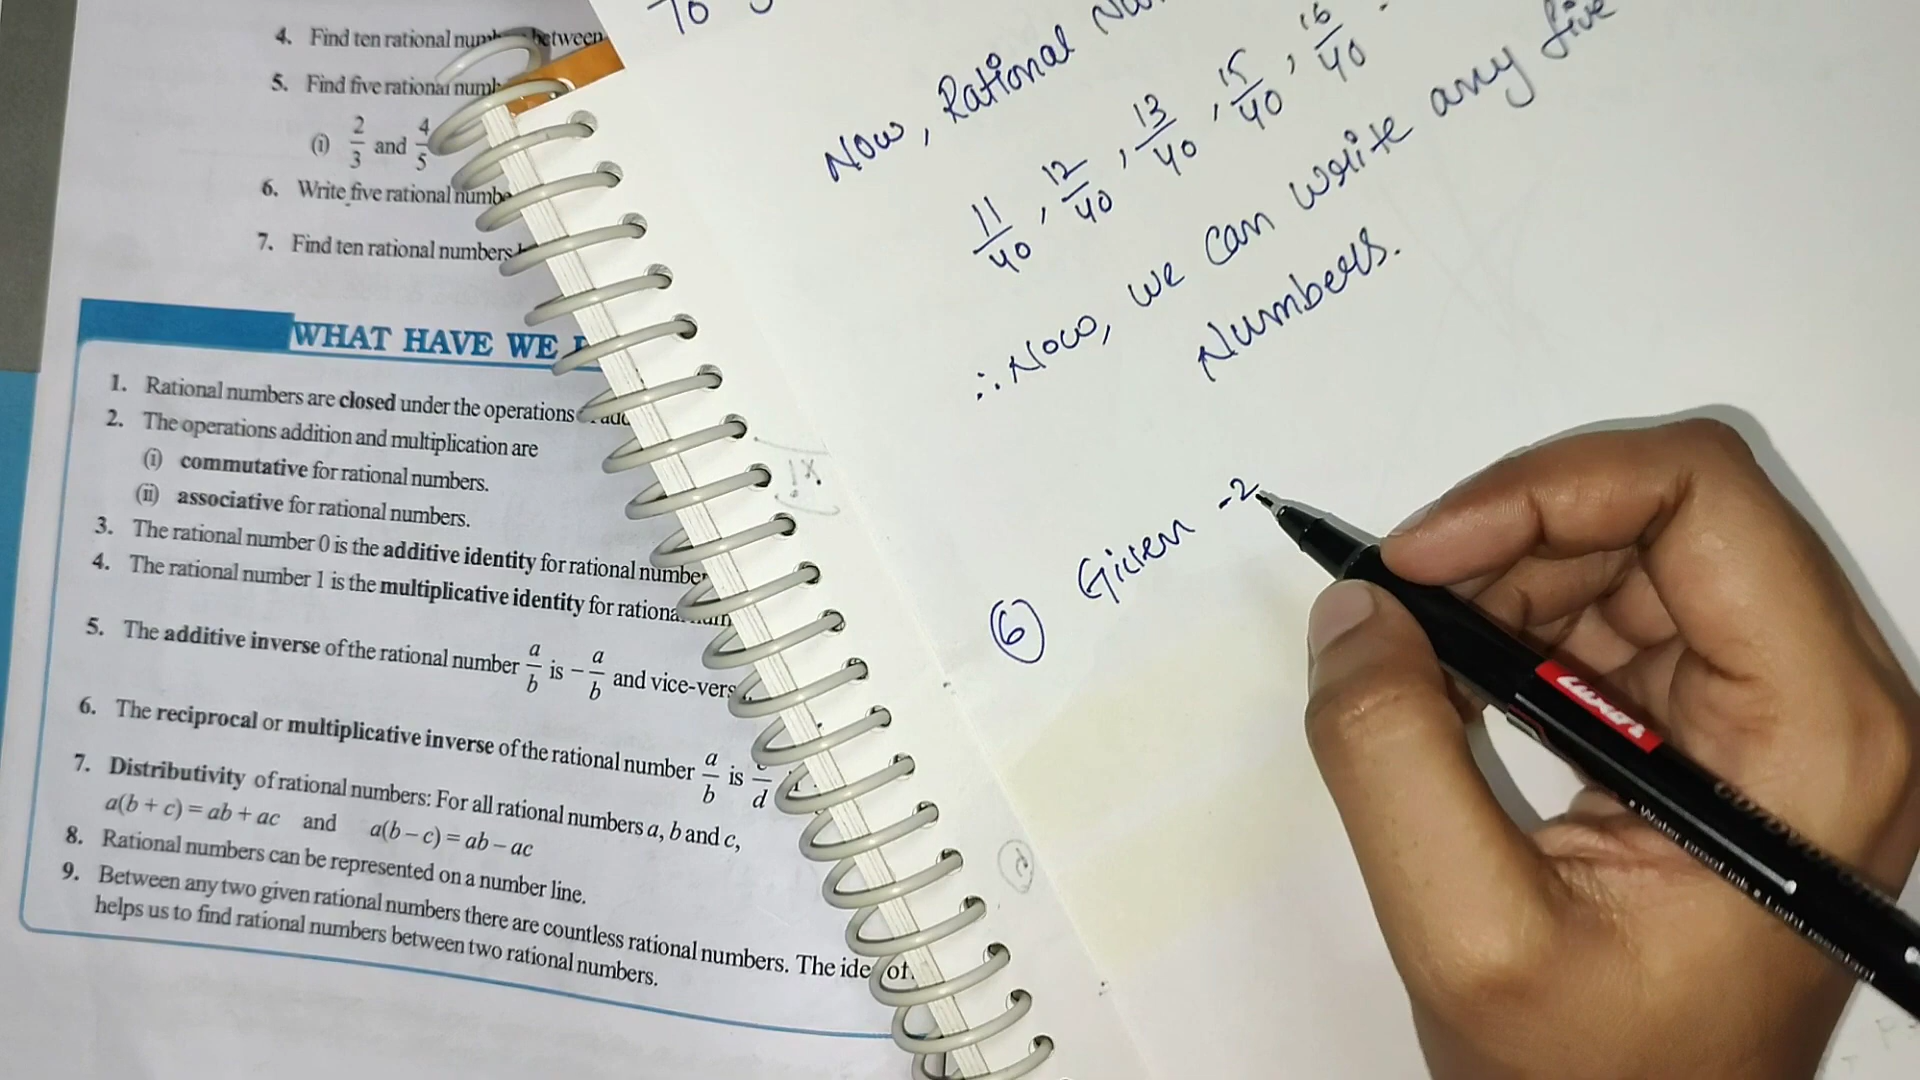 4. Find ten rational between
5. Find five rational
(i) 2/3 and 4/5
6. Write five rational
7. Find ten rational numbers
WHAT HAVE WE
1. Rational numbers are closed under the operations
2. The operations addition and multiplication are
(i) commutative for rational numbers.
(ii) associative for rational numbers.
3. The rational number 0 is the additive identity for rational
4. The rational number 1 is the multiplicative identity for
5. The additive inverse of the rational number a/b is -a/b and
6. The reciprocal or multiplicative inverse of the rational number a/b is
7. Distributivity of rational numbers: For all rational numbers a, b and c,
a(b + c) = ab + ac and a(b – c) = ab – ac
8. Rational numbers can be represented on a number line.
9. Between any two given rational numbers there are countless rational numbers. The of
helps us to find rational numbers between two rational numbers.
Now, Rational
11/40, 12/40, 13/40, 15/40, 16/40
∴ Now, we can write any five
Numbers.
6 Given -2
LUXOR
Water proof ink • Light resistant